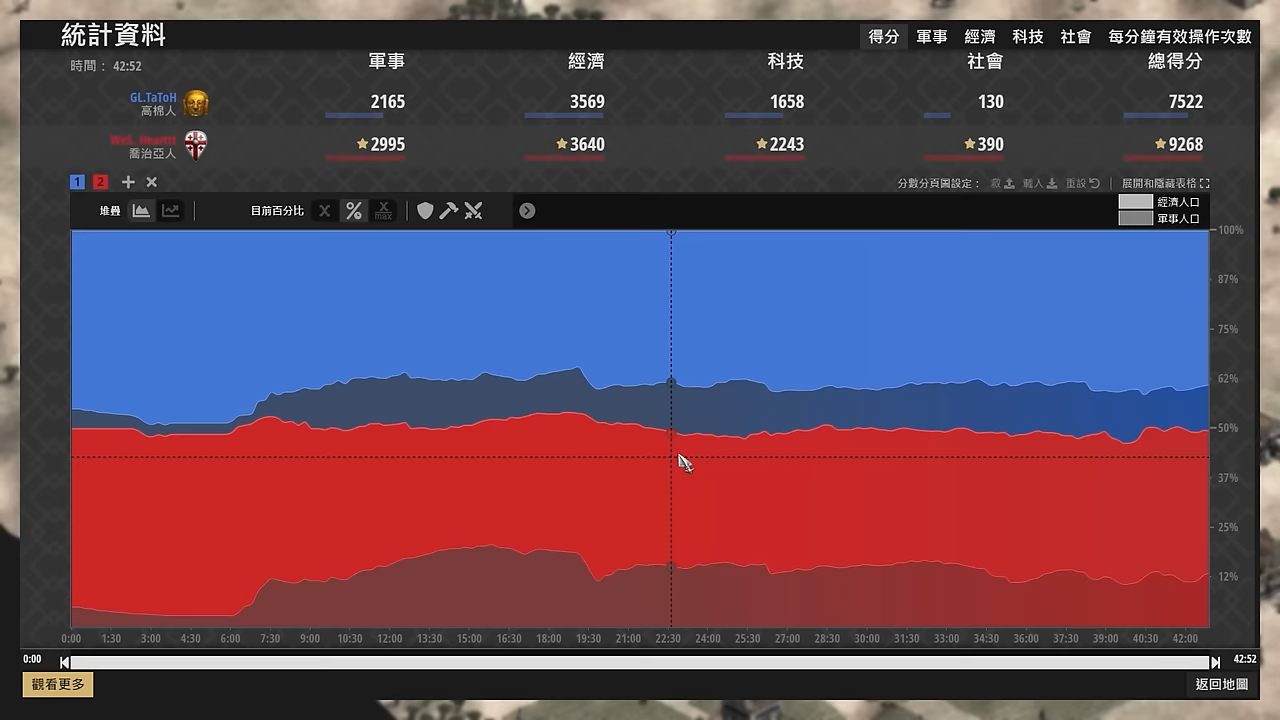 統計資料
得分 軍事 經濟 科技 社會 每分鐘有效操作次數
時間： 42:52 軍事 經濟 科技 社會 總得分
GL.TaToH
高棉人
2165 3569 1658 130 7522
喬治亞人
2995 3640 2243 390 9268
1 2
分數分頁圖設定： 載入 重設 展開和隱藏表格
堆疊 目前百分比 X % X max
經濟人口
軍事人口
100%
87%
75%
62%
50%
37%
25%
12%
0:00 1:30 3:00 4:30 6:00 7:30 9:00 10:30 12:00 13:30 15:00 16:30 18:00 19:30 21:00 22:30 24:00 25:30 27:00 28:30 30:00 31:30 33:00 34:30 36:00 37:30 39:00 40:30 42:00
0:00 42:52
觀看更多 返回地圖